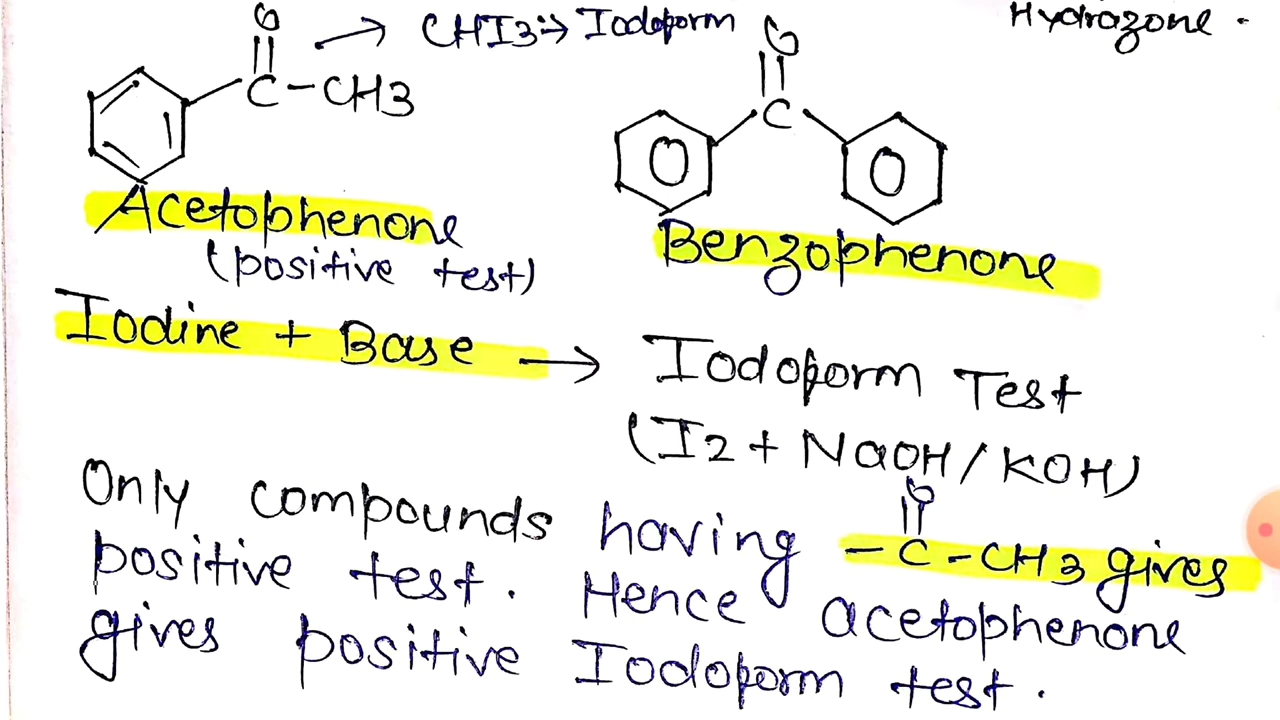 O
→ CHI3 => Iodoform
Hydrazone.
C-CH3
O
C
Acetophenone
(positive test)
Benzophenone
Iodine + Base → Iodoform Test
(I2 + NaOH/KOH)
O
Only compounds having -C-CH3 gives
positive test. Hence acetophenone
gives positive Iodoform test.